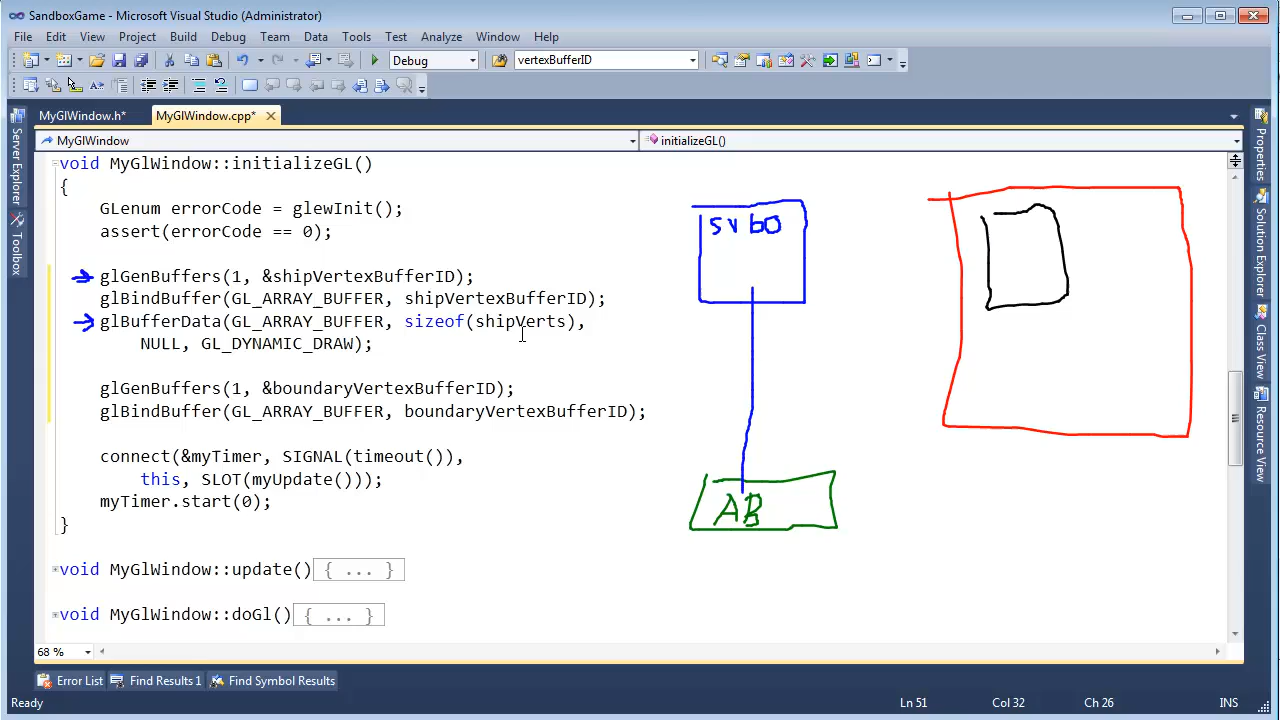 SandboxGame - Microsoft Visual Studio (Administrator)
File Edit View Project Build Debug Team Data Tools Test Analyze Window Help
Debug vertexBufferID
MyGlWindow.h* MyGlWindow.cpp*
MyGlWindow initializeGL()
void MyGlWindow::initializeGL()
{
GLenum errorCode = glewInit();
assert(errorCode == 0);
glGenBuffers(1, &shipVertexBufferID);
glBindBuffer(GL_ARRAY_BUFFER, shipVertexBufferID);
glBufferData(GL_ARRAY_BUFFER, sizeof(shipVerts),
NULL, GL_DYNAMIC_DRAW);
glGenBuffers(1, &boundaryVertexBufferID);
glBindBuffer(GL_ARRAY_BUFFER, boundaryVertexBufferID);
connect(&myTimer, SIGNAL(timeout()),
this, SLOT(myUpdate()));
myTimer.start(0);
}
void MyGlWindow::update(){ ... }
void MyGlWindow::doGl(){ ... }
svbo
AB
Server Explorer
Toolbox
Properties
Solution Explorer
Class View
Resource View
68 %
Error List Find Results 1 Find Symbol Results
Ready Ln 51 Col 32 Ch 26 INS